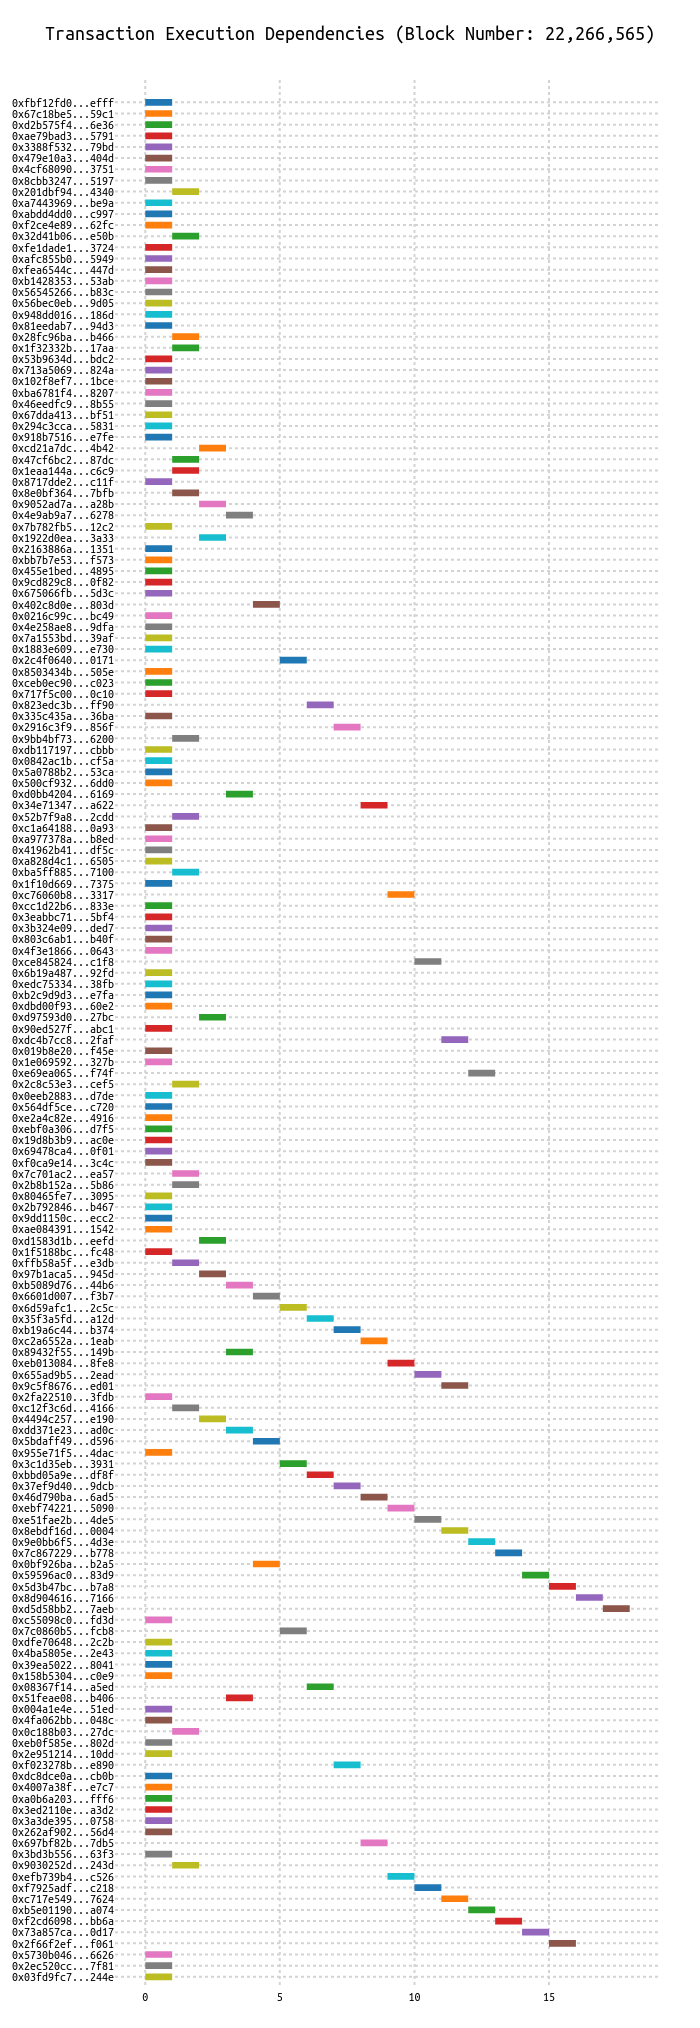 Transaction Execution Dependencies (Block Number: 22,266,565)
0xfbf12fd0...efff
0x67c18be5...59c1
0xd2b575f4...6e36
0xae79bad3...5791
0x3388f532...79bd
0x479e10a3...404d
0x4cf68090...3751
0x8cbb3247...5197
0x201dbf94...4340
0xa7443969...be9a
0xabdd4dd0...c997
0xf2ce4e89...62fc
0x32d41b06...e50b
0xfe1dade1...3724
0xafc855b0...5949
0xfea6544c...447d
0xb1428353...53ab
0x56545266...b83c
0x56bec0eb...9d05
0x948dd016...186d
0x81eedab7...94d3
0x28fc96ba...b466
0x1f32332b...17aa
0x53b9634d...bdc2
0x713a5069...824a
0x102f8ef7...1bce
0xba6781f4...8207
0x46eedfc9...8b55
0x67dda413...bf51
0x294c3cca...5831
0x918b7516...e7fe
0xcd21a7dc...4b42
0x47cf6bc2...87dc
0x1eaa144a...c6c9
0x8717dde2...c11f
0x8e0bf364...7bfb
0x9052ad7a...a28b
0x4e9ab9a7...6278
0x7b782fb5...12c2
0x1922d0ea...3a33
0x2163886a...1351
0xbb7b7e53...f573
0x455e1bed...4895
0x9cd829c8...0f82
0x675066fb...5d3c
0x402c8d0e...803d
0x0216c99c...bc49
0x4e258ae8...9dfa
0x7a1553bd...39af
0x1883e609...e730
0x2c4f0640...0171
0x8503434b...505e
0xceb0ec90...c023
0x717f5c00...0c10
0x823edc3b...ff90
0x335c435a...36ba
0x2916c3f9...856f
0x9bb4bf73...6200
0xdb117197...cbbb
0x0842ac1b...cf5a
0x5a0788b2...53ca
0x500cf932...6dd0
0xd0bb4204...6169
0x34e71347...a622
0x52b7f9a8...2cdd
0xc1a64188...0a93
0xa977378a...b8ed
0x41962b41...df5c
0xa828d4c1...6505
0xba5ff885...7100
0x1f10d669...7375
0xc76060b8...3317
0xcc1d22b6...833e
0x3eabbc71...5bf4
0x3b324e09...ded7
0x803c6ab1...b40f
0x4f3e1866...0643
0xce845824...c1f8
0x6b19a487...92fd
0xedc75334...38fb
0xb2c9d9d3...e7fa
0xdbd00f93...60e2
0xd97593d0...27bc
0x90ed527f...abc1
0xdc4b7cc8...2faf
0x019b8e20...f45e
0x1e069592...327b
0xe69ea065...f74f
0x2c8c53e3...cef5
0x0eeb2883...d7de
0x564df5ce...c720
0xe2a4c82e...4916
0xebf0a306...d7f5
0x19d8b3b9...ac0e
0x69478ca4...0f01
0xf0ca9e14...3c4c
0x7c701ac2...ea57
0x2b8b152a...5b86
0x80465fe7...3095
0x2b792846...b467
0x9dd1150c...ecc2
0xae084391...1542
0xd1583d1b...eefd
0x1f5188bc...fc48
0xffb58a5f...e3db
0x97b1aca5...945d
0xb5089d76...44b6
0x6601d007...f3b7
0x6d59afc1...2c5c
0x35f3a5fd...a12d
0xb19a6c44...b374
0xc2a6552a...1eab
0x89432f55...149b
0xeb013084...8fe8
0x655ad9b5...2ead
0x9c5f8676...ed01
0x2fa22510...3fdb
0xc12f3c6d...4166
0x4494c257...e190
0xdd371e23...ad0c
0x5bdaff49...d596
0x955e71f5...4dac
0x3c1d35eb...3931
0xbbd05a9e...df8f
0x37ef9d40...9dcb
0x46d790ba...6ad5
0xebf74221...5090
0xe51fae2b...4de5
0x8ebdf16d...0004
0x9e0bb6f5...4d3e
0x7c867229...b778
0x0bf926ba...b2a5
0x59596ac0...83d9
0x5d3b47bc...b7a8
0x8d904616...7166
0xd5d58bb2...7aeb
0xc55098c0...fd3d
0x7c0860b5...fcb8
0xdfe70648...2c2b
0x4ba5805e...2e43
0x39ea5022...8041
0x158b5304...c0e9
0x08367f14...a5ed
0x51feae08...b406
0x004a1e4e...51ed
0x4fa062bb...048c
0x0c188b03...27dc
0xeb0f585e...802d
0x2e951214...10dd
0xf023278b...e890
0xdc8dce0a...cb0b
0x4007a38f...e7c7
0xa0b6a203...fff6
0x3ed2110e...a3d2
0x3a3de395...0758
0x262af902...56d4
0x697bf82b...7db5
0x3bd3b556...63f3
0x9030252d...243d
0xefb739b4...c526
0xf7925adf...c218
0xc717e549...7624
0xb5e01190...a074
0xf2cd6098...bb6a
0x73a857ca...0d17
0x2f66f2ef...f061
0x5730b046...6626
0x2ec520cc...7f81
0x03fd9fc7...244e
0 5 10 15